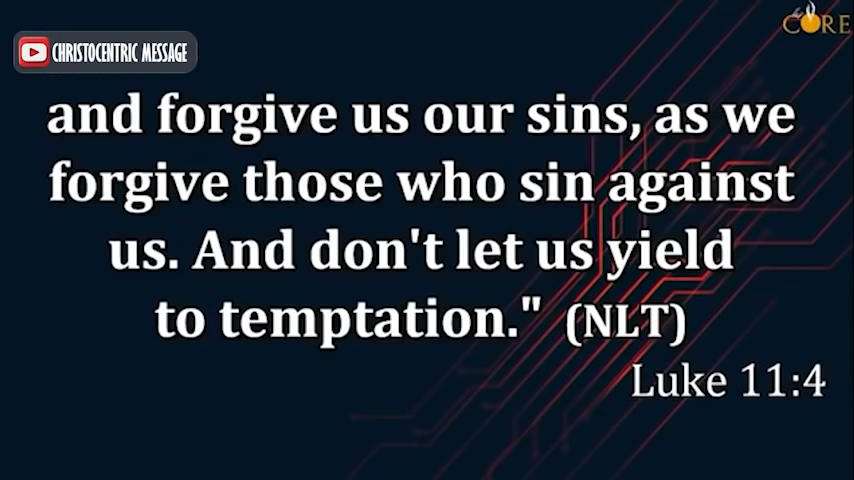 CORE
CHRISTOCENTRIC MESSAGE
and forgive us our sins, as we
forgive those who sin against
us. And don't let us yield
to temptation." (NLT)
Luke 11:4